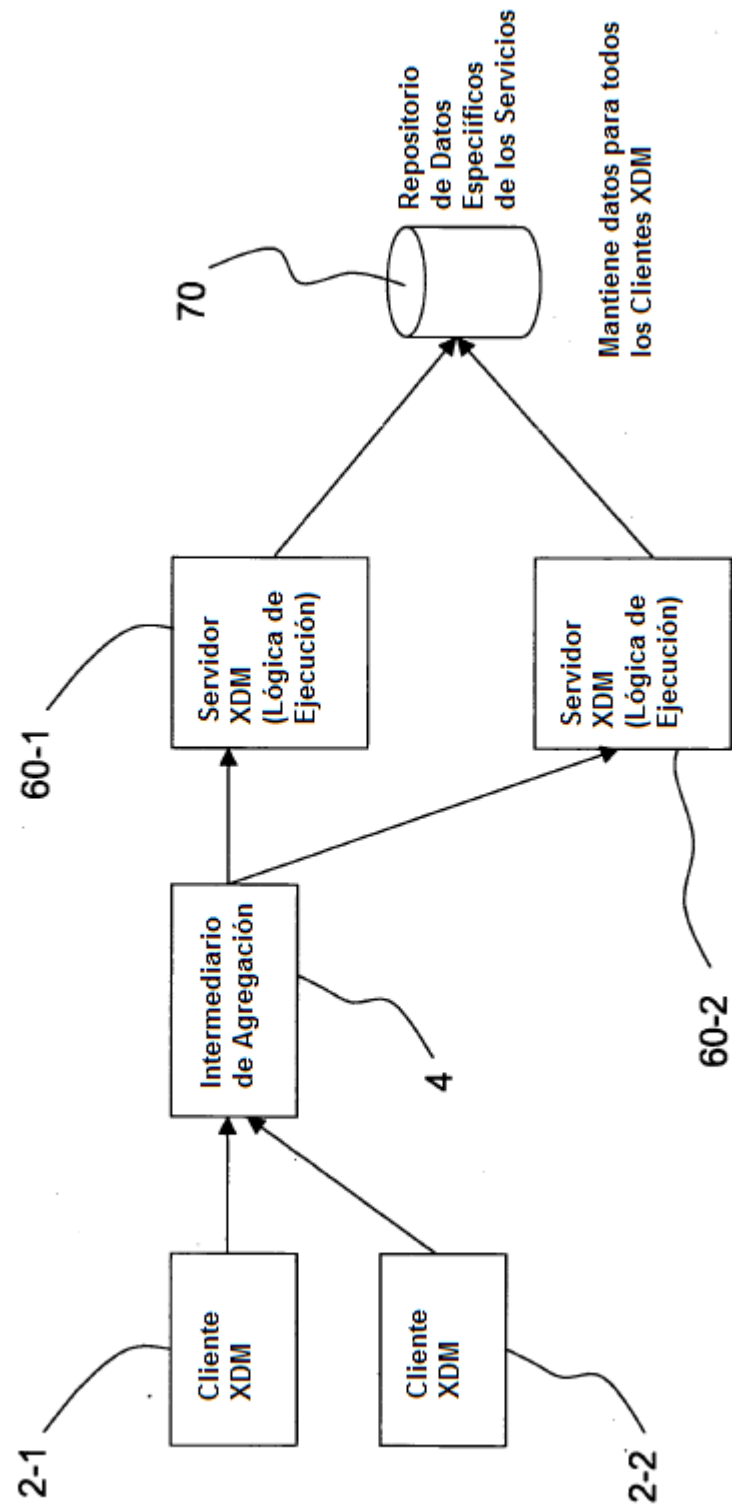 2-1
Cliente
XDM
2-2
Cliente
XDM
Intermediario
de Agregación
4
60-1
Servidor
XDM
(Lógica de
Ejecución)
60-2
Servidor
XDM
(Lógica de
Ejecución)
70
Repositorio
de Datos
Especiíficos
de los Servicios
Mantiene datos para todos
los Clientes XDM